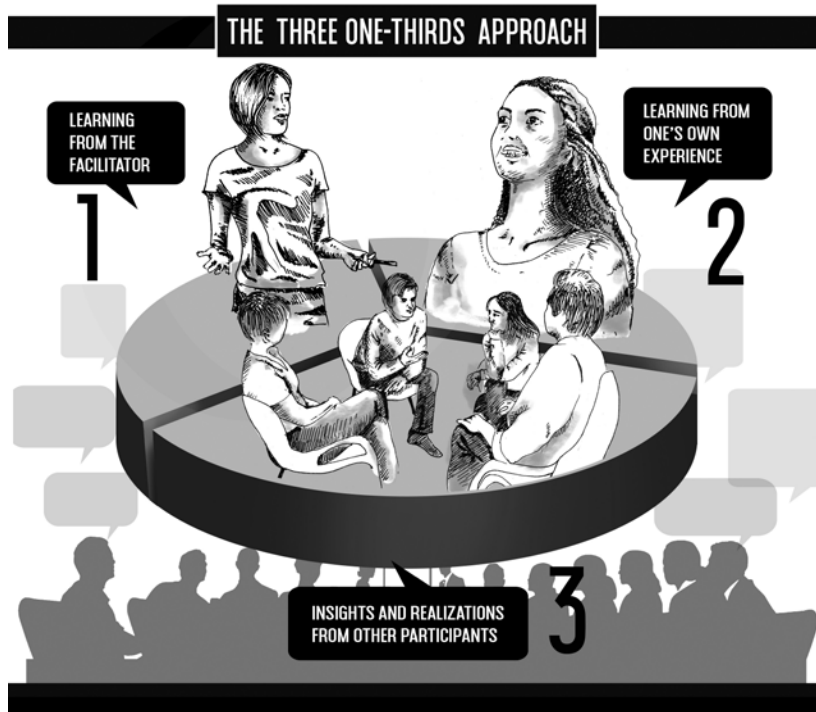 THE THREE ONE-THIRDS APPROACH
LEARNING
FROM THE
FACILITATOR
1
LEARNING FROM
ONE'S OWN
EXPERIENCE
2
INSIGHTS AND REALIZATIONS
FROM OTHER PARTICIPANTS
3